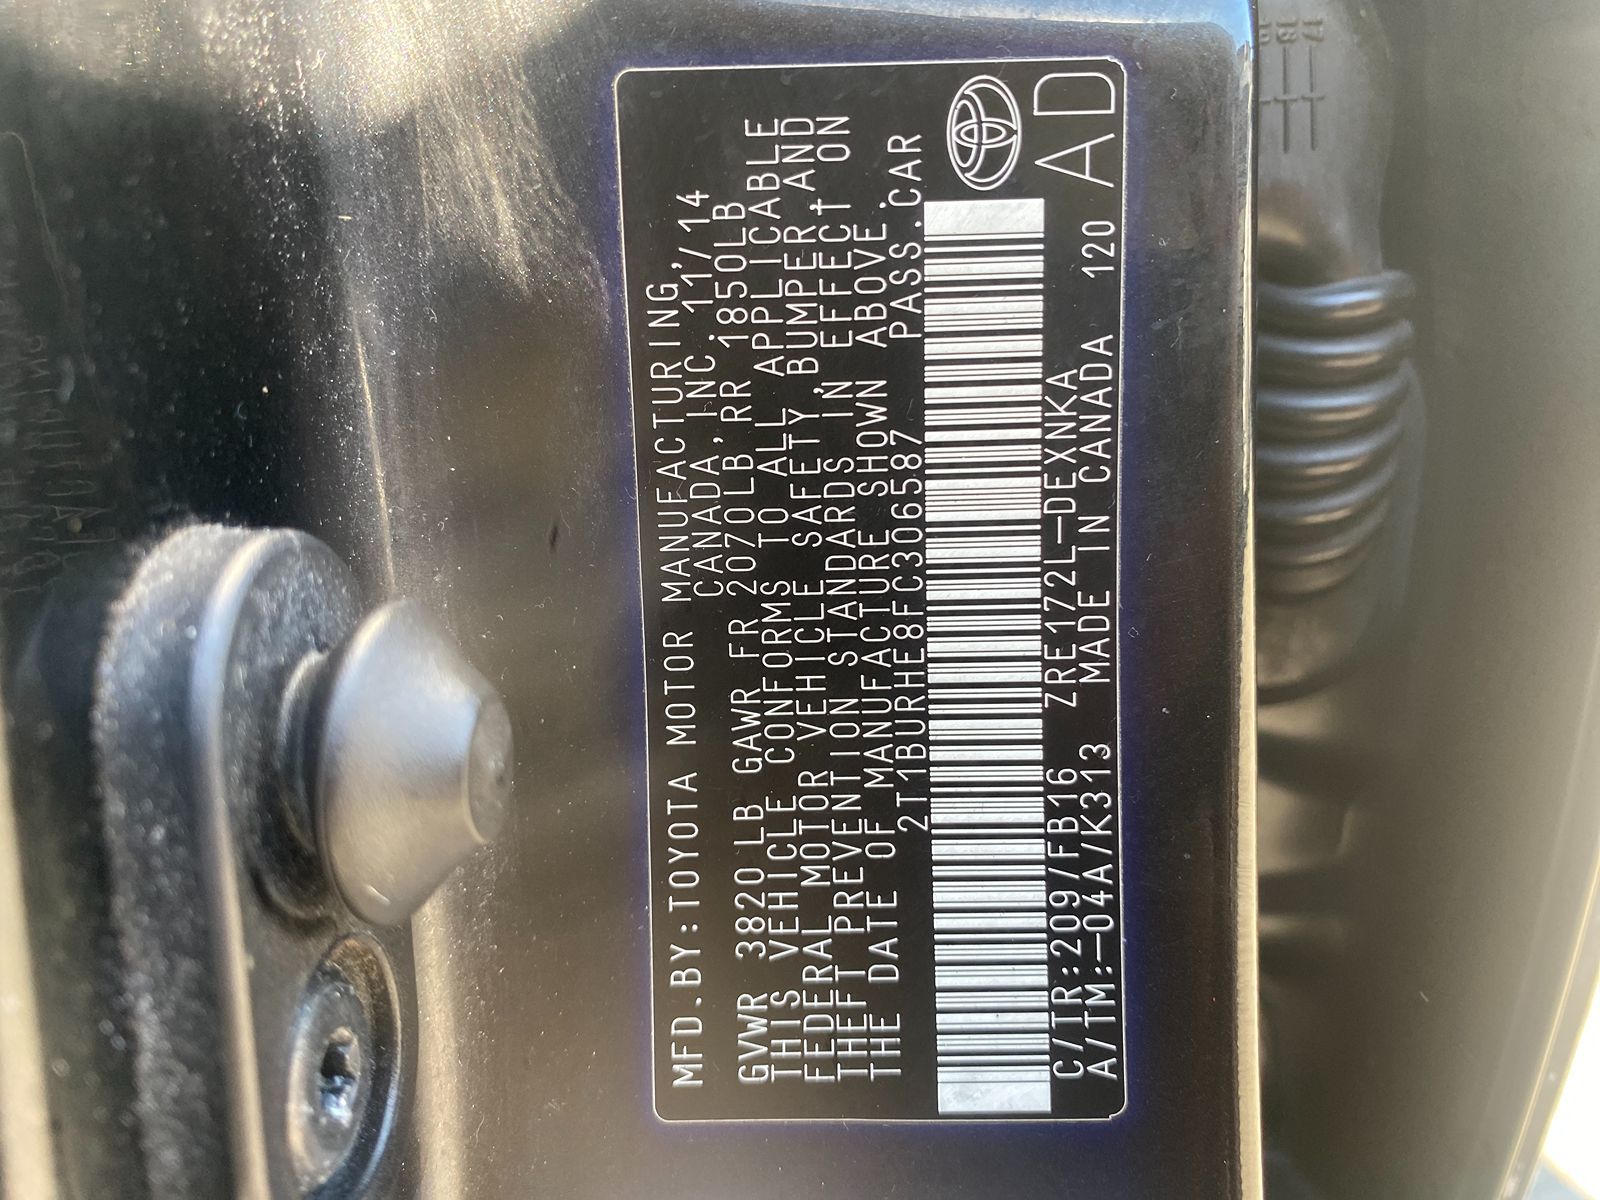 MFD.BY:TOYOTA MOTOR MANUFACTURING,
CANADA,INC. 11/14
GVWR 3820LB GAWR FR 2070LB,RR 1850LB
THIS VEHICLE CONFORMS TO ALL APPLICABLE
FEDERAL MOTOR VEHICLE SAFETY,BUMPER,AND
THEFT PREVENTION STANDARDS IN EFFECT ON
THE DATE OF MANUFACTURE SHOWN ABOVE.
2T1BURHE8FC306587 PASS.CAR
C/TR:209/FB16 ZRE172L-DEXNKA
A/TM:-04A/K313 MADE IN CANADA 120
AD